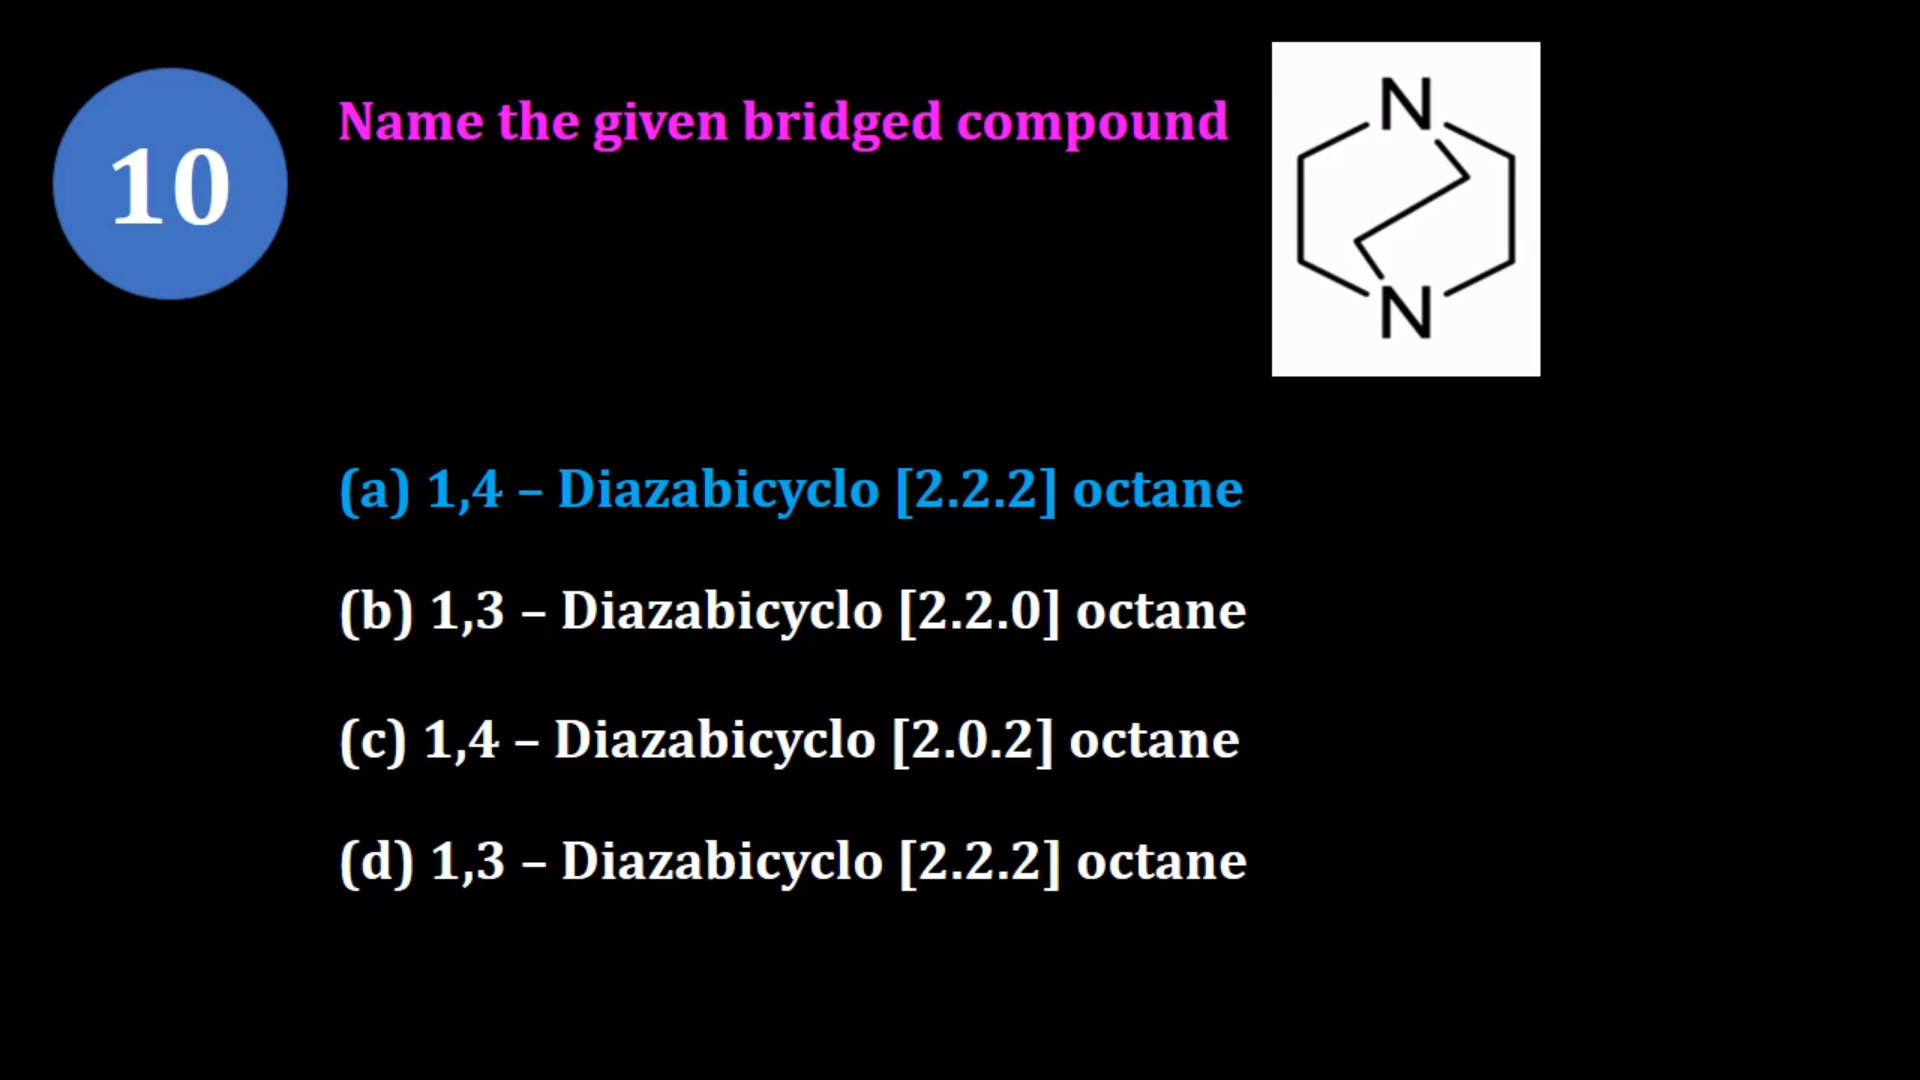 10
Name the given bridged compound
N
N
(a) 1,4 – Diazabicyclo [2.2.2] octane
(b) 1,3 – Diazabicyclo [2.2.0] octane
(c) 1,4 – Diazabicyclo [2.0.2] octane
(d) 1,3 – Diazabicyclo [2.2.2] octane